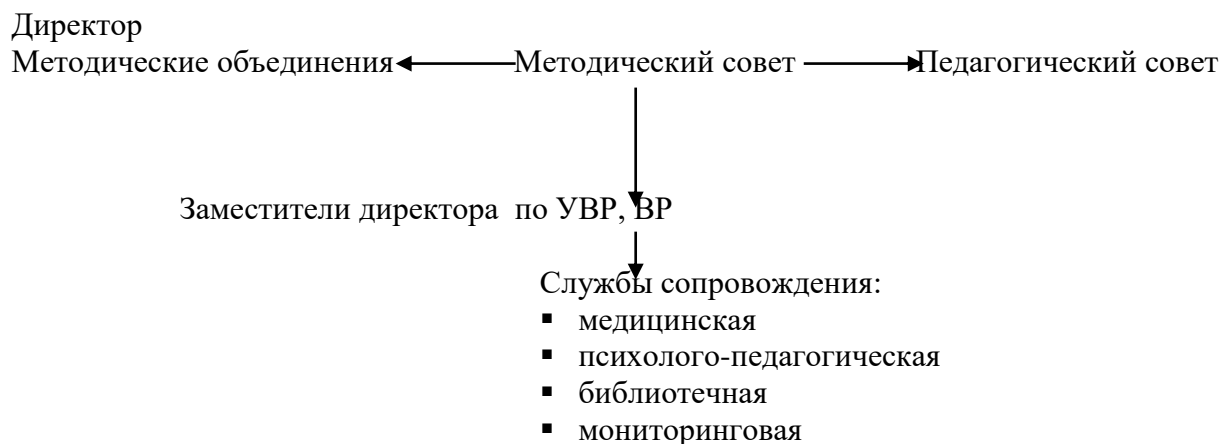 Директор
Методические объединения Методический совет Педагогический совет
Заместители директора по УВР, ВР
Службы сопровождения:
▪ медицинская
▪ психолого-педагогическая
▪ библиотечная
▪ мониторинговая